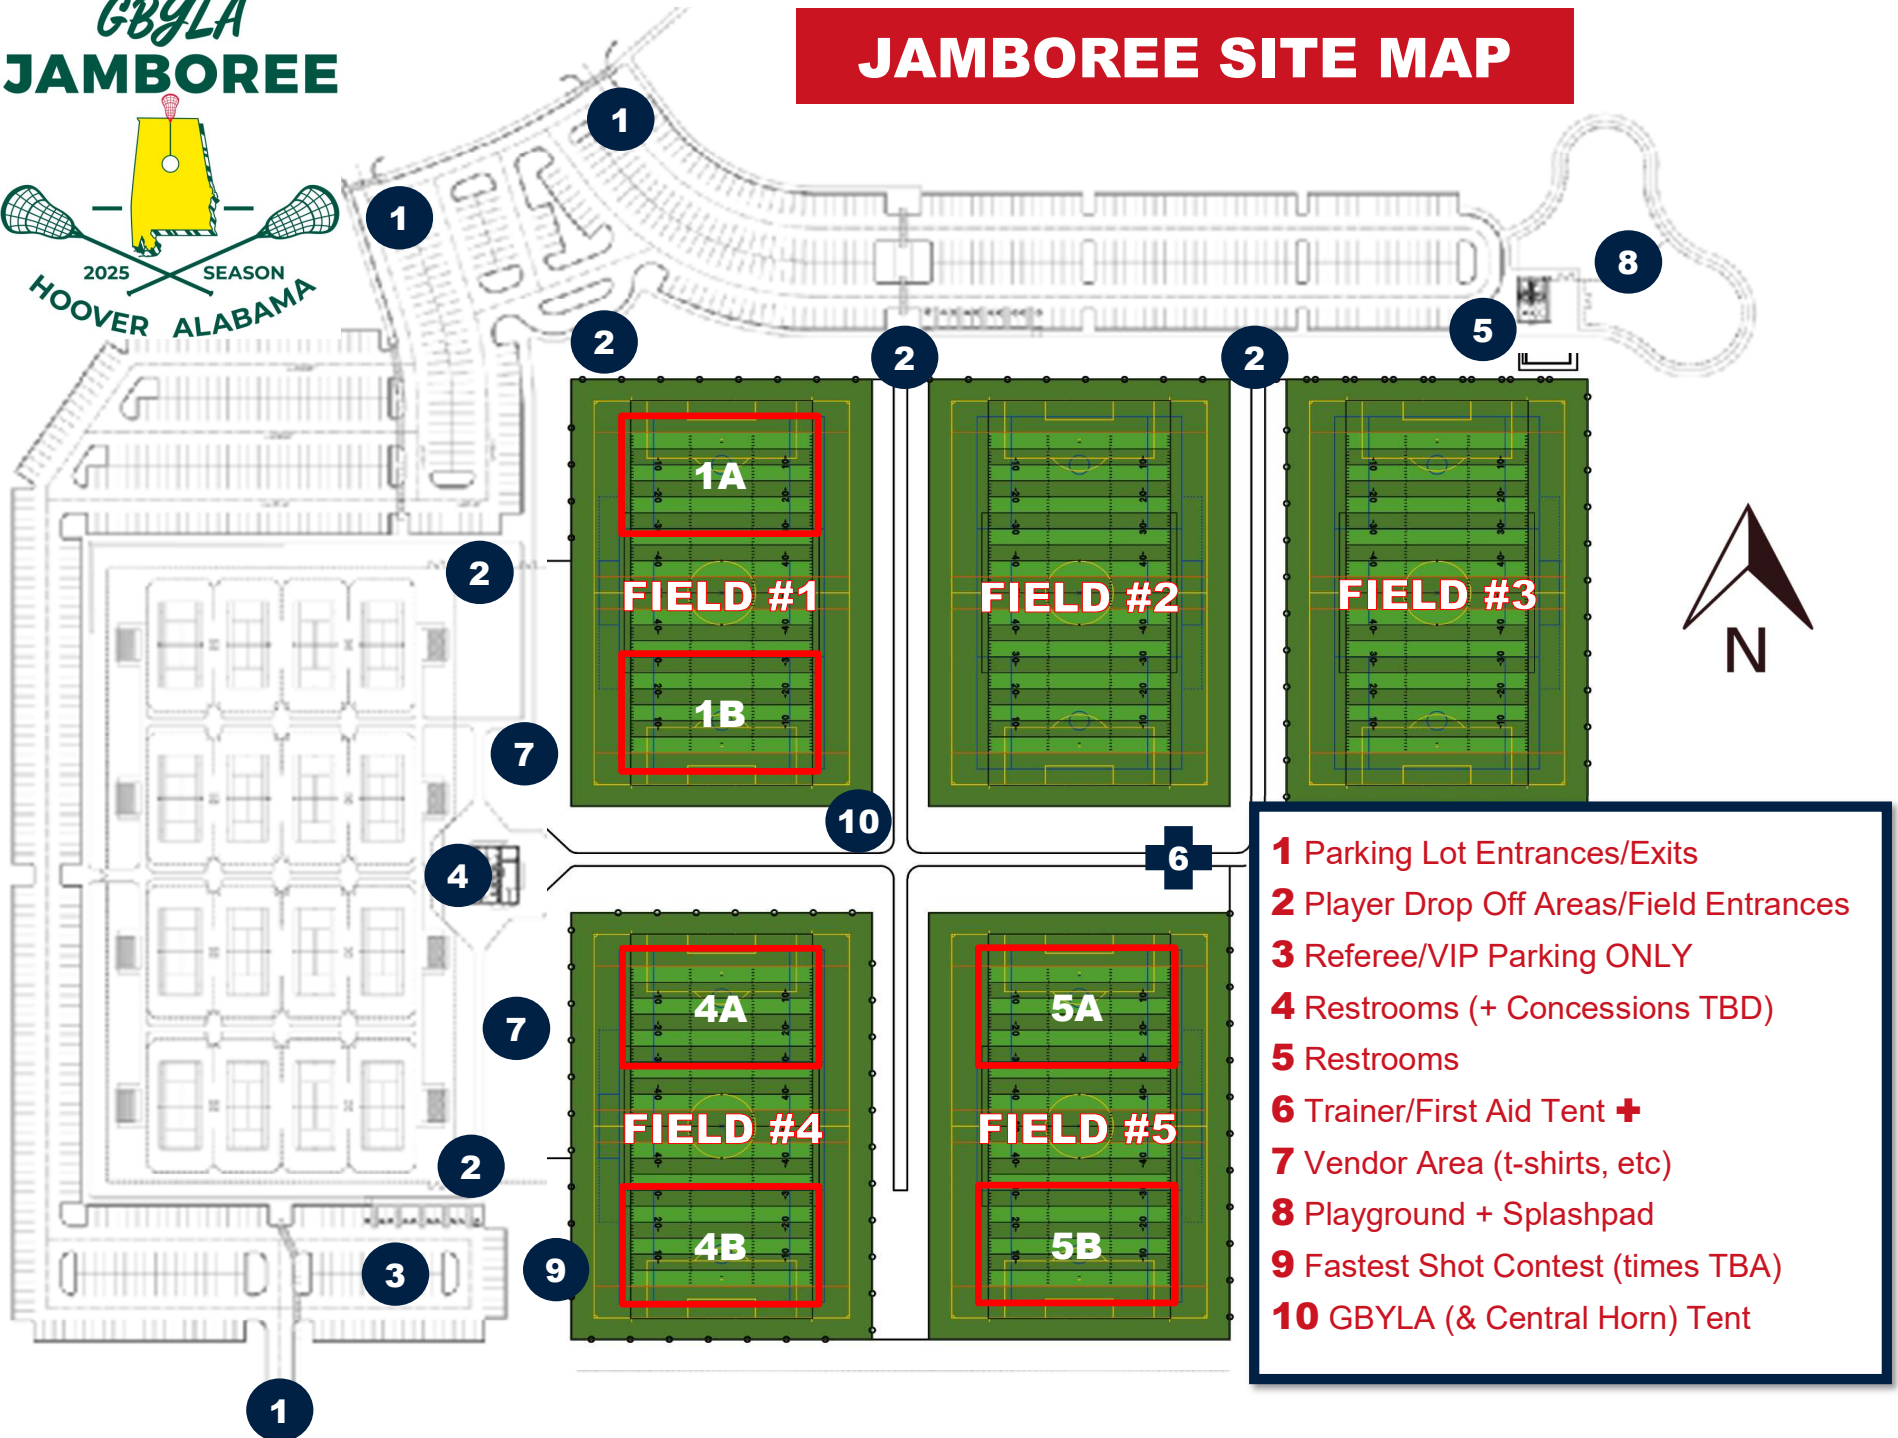 GBYLA
JAMBOREE
2025 SEASON
HOOVER ALABAMA
JAMBOREE SITE MAP
1
1
8
5
2
2
2
1A
2
FIELD #1
FIELD #2
FIELD #3
N
1B
7
10
6
4
4A
5A
7
FIELD #4
FIELD #5
2
4B
5B
9
3
1
1 Parking Lot Entrances/Exits
2 Player Drop Off Areas/Field Entrances
3 Referee/VIP Parking ONLY
4 Restrooms (+ Concessions TBD)
5 Restrooms
6 Trainer/First Aid Tent ✚
7 Vendor Area (t-shirts, etc)
8 Playground + Splashpad
9 Fastest Shot Contest (times TBA)
10 GBYLA (& Central Horn) Tent